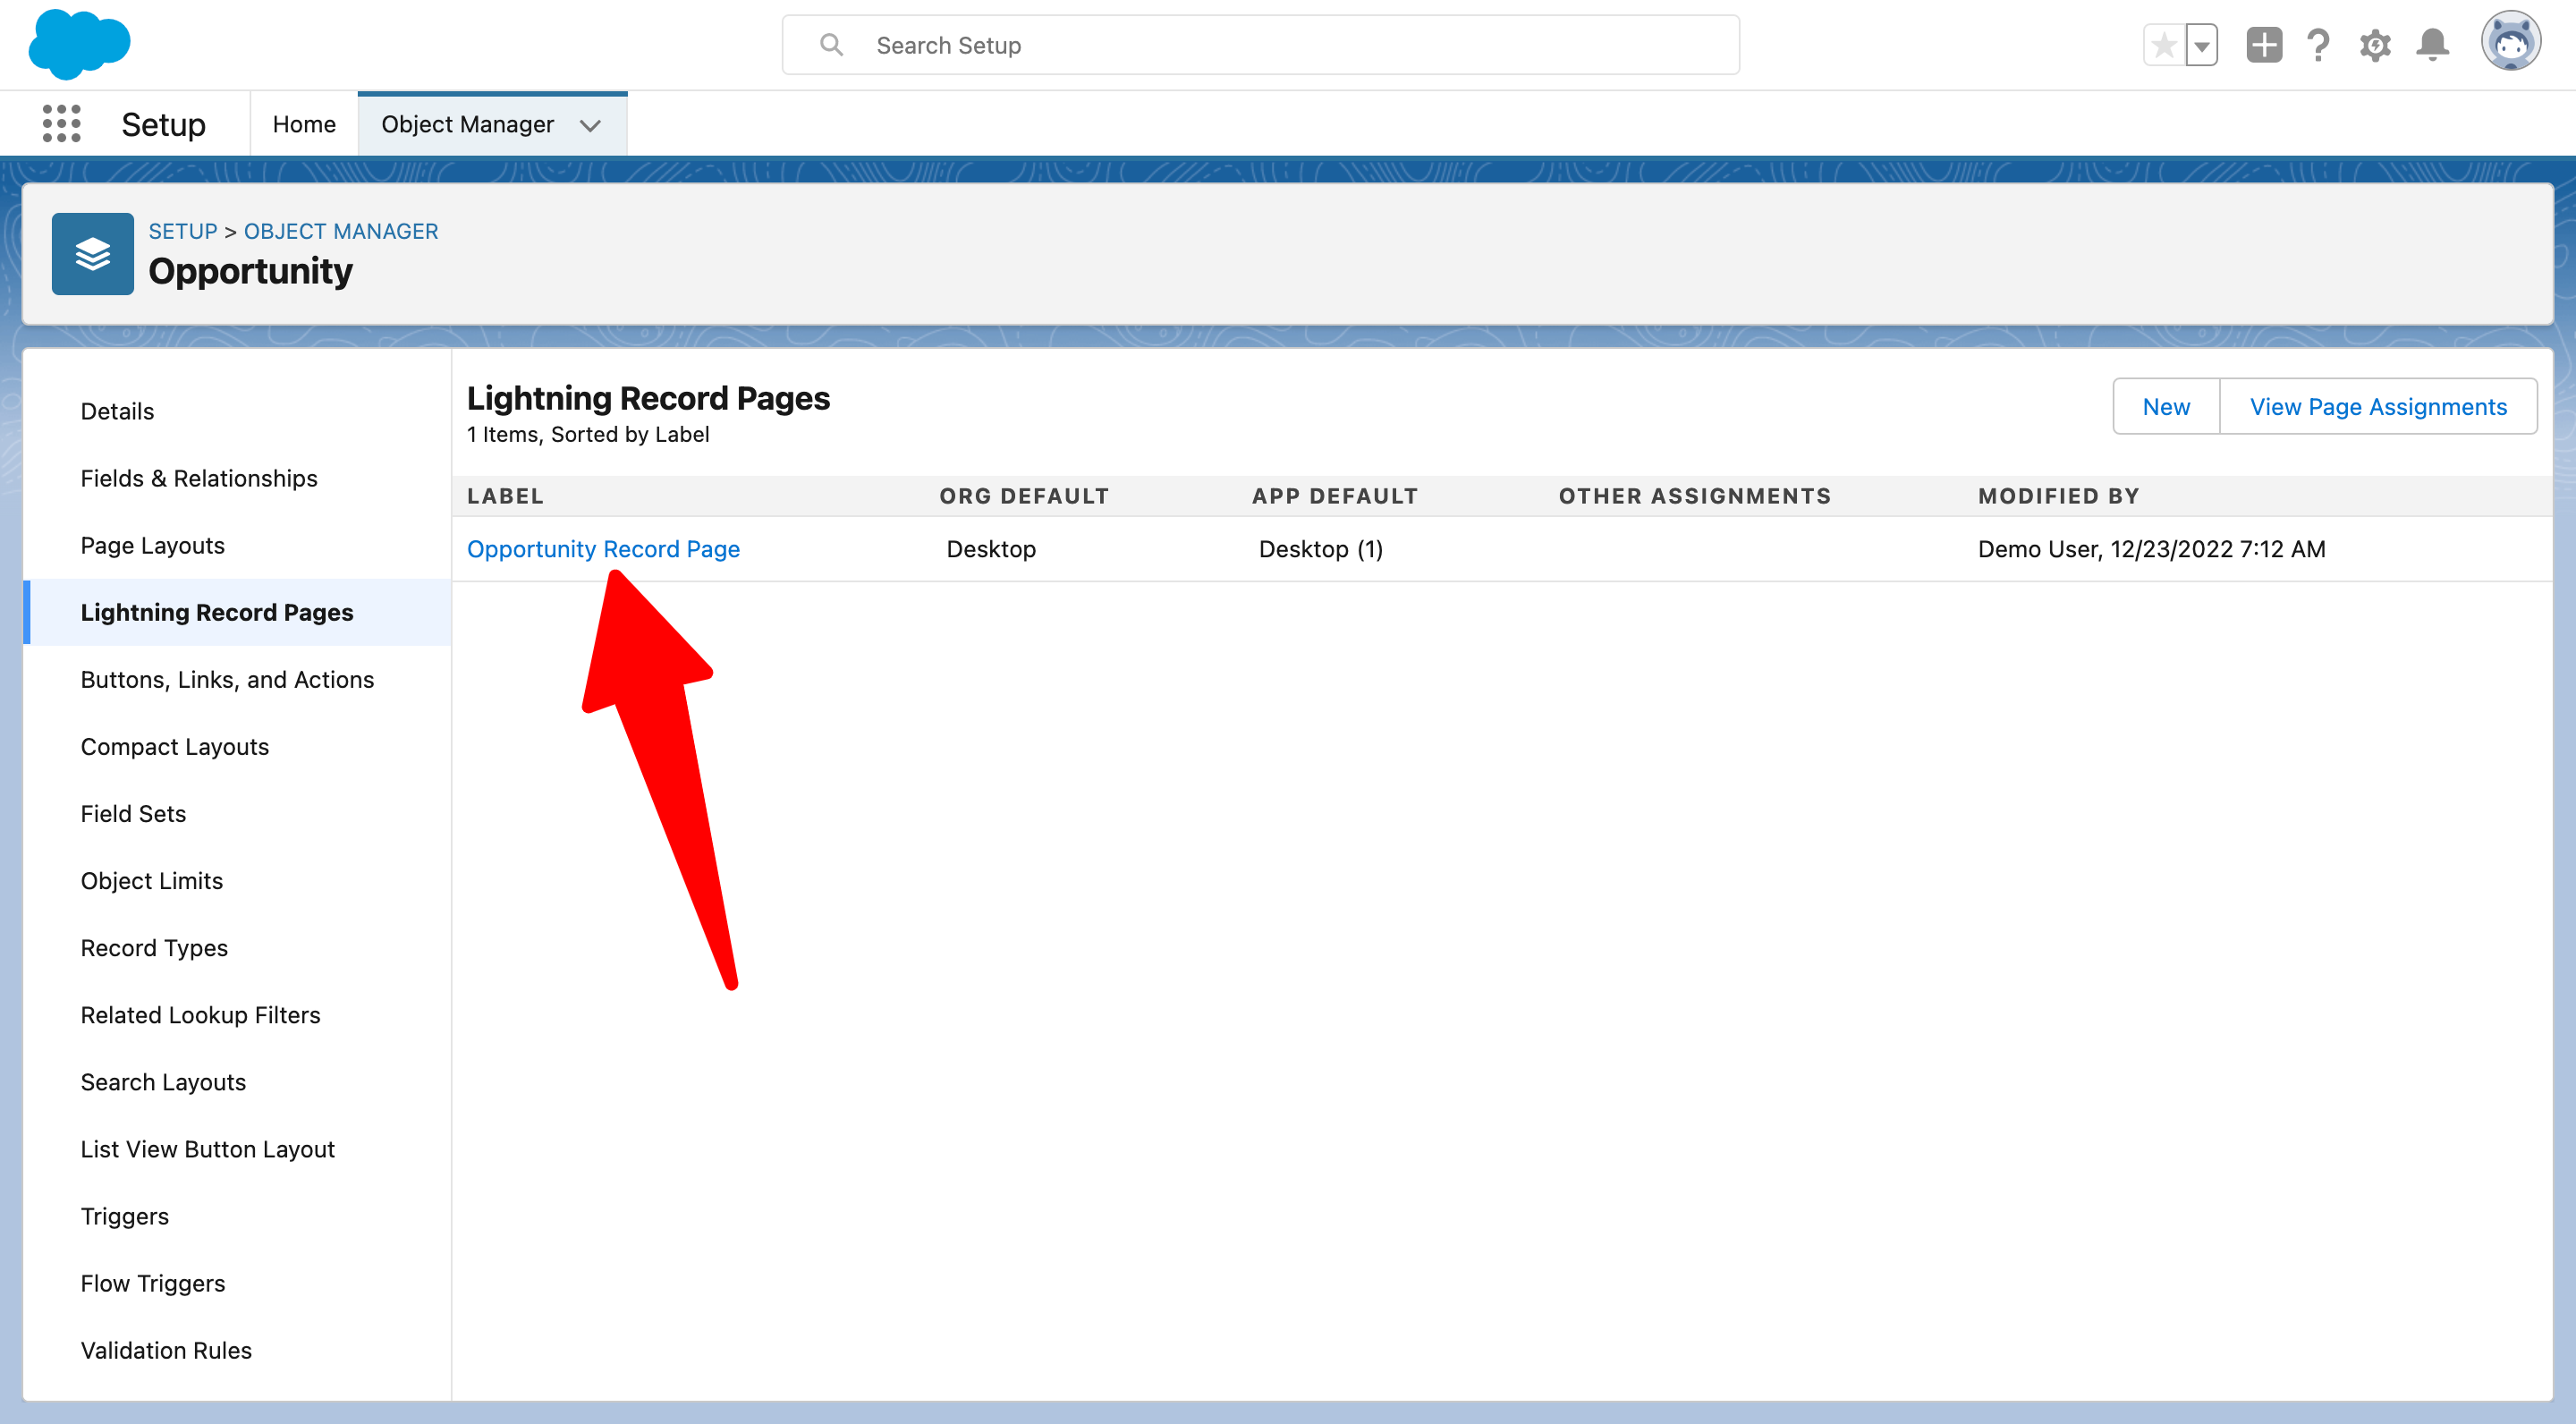 Search Setup
Setup
Home
Object Manager
SETUP > OBJECT MANAGER
Opportunity
Details
Fields & Relationships
Page Layouts
Lightning Record Pages
Buttons, Links, and Actions
Compact Layouts
Field Sets
Object Limits
Record Types
Related Lookup Filters
Search Layouts
List View Button Layout
Triggers
Flow Triggers
Validation Rules
Lightning Record Pages
1 Items, Sorted by Label
New
View Page Assignments
LABEL ORG DEFAULT APP DEFAULT OTHER ASSIGNMENTS MODIFIED BY
Opportunity Record Page Desktop Desktop (1) Demo User, 12/23/2022 7:12 AM